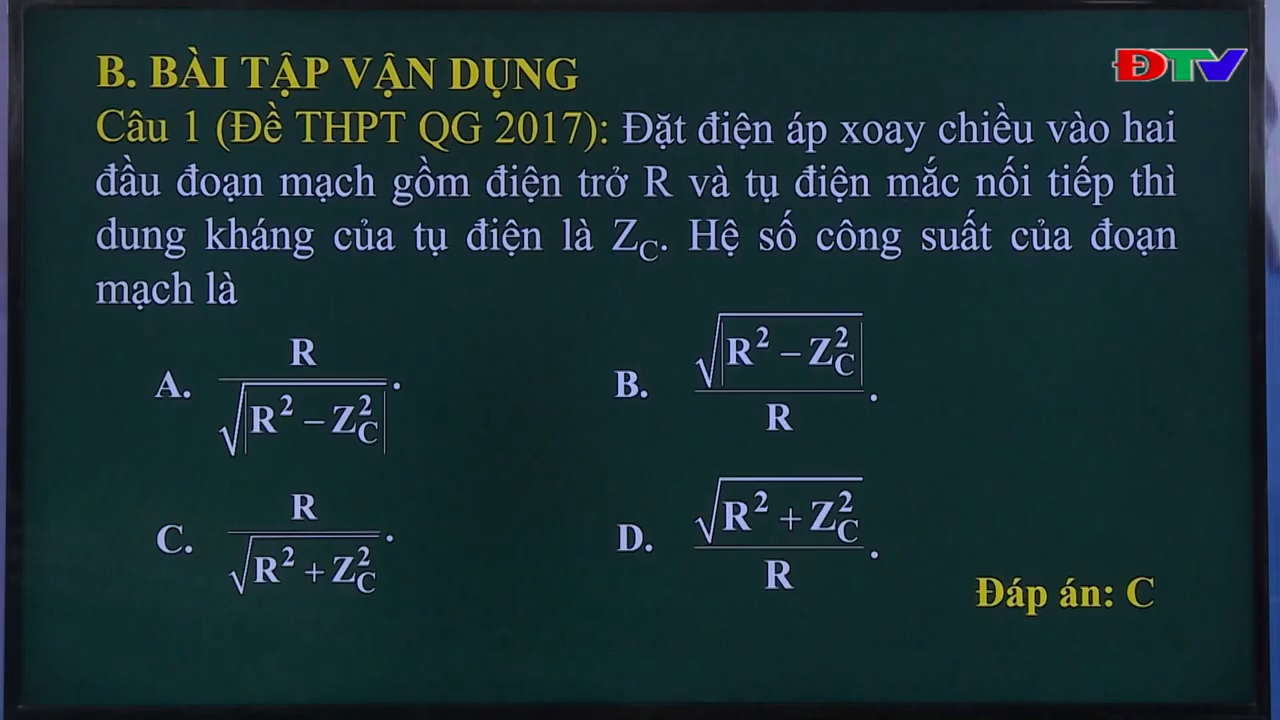 B. BÀI TẬP VẬN DỤNG
ĐTV
Câu 1 (Đề THPT QG 2017): Đặt điện áp xoay chiều vào hai
đầu đoạn mạch gồm điện trở R và tụ điện mắc nối tiếp thì
dung kháng của tụ điện là Z_C. Hệ số công suất của đoạn
mạch là
A. R / √|R² − Z_C²|.
B. √|R² − Z_C²| / R.
C. R / √(R² + Z_C²).
D. √(R² + Z_C²) / R.
Đáp án: C